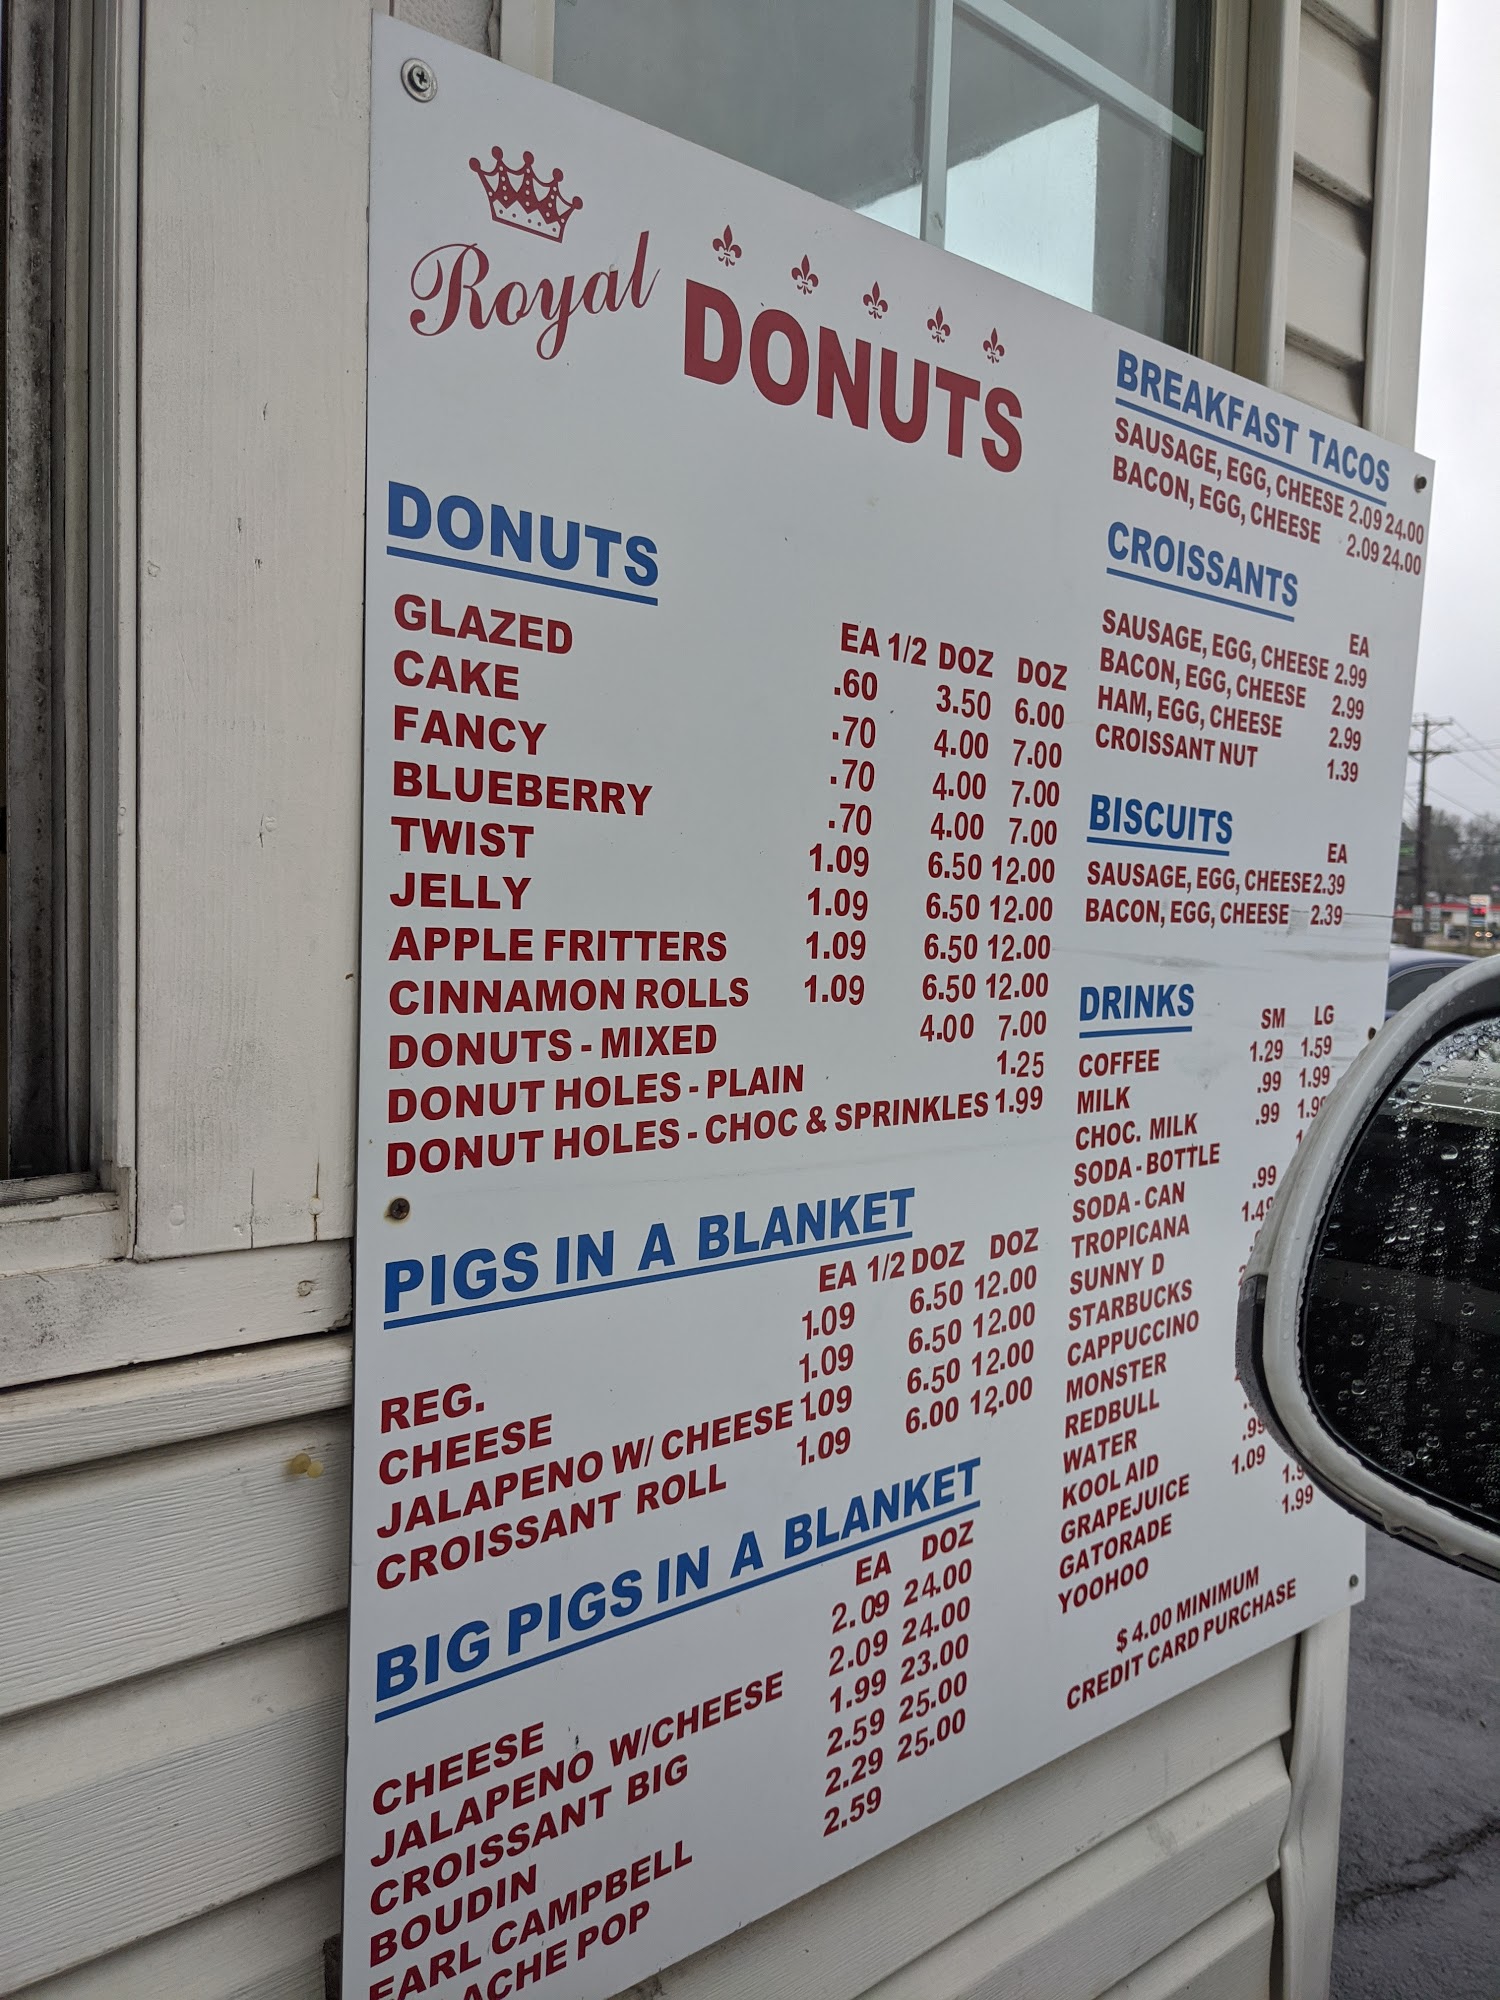 Royal DONUTS
DONUTS
EA 1/2 DOZ DOZ
GLAZED .60 3.50 6.00
CAKE .70 4.00 7.00
FANCY .70 4.00 7.00
BLUEBERRY .70 4.00 7.00
TWIST 1.09 6.50 12.00
JELLY 1.09 6.50 12.00
APPLE FRITTERS 1.09 6.50 12.00
CINNAMON ROLLS 1.09 6.50 12.00
DONUTS - MIXED 4.00 7.00
DONUT HOLES - PLAIN 1.25
DONUT HOLES - CHOC & SPRINKLES 1.99
PIGS IN A BLANKET
EA 1/2 DOZ DOZ
REG. 1.09 6.50 12.00
CHEESE 1.09 6.50 12.00
JALAPENO W/ CHEESE 1.09 6.50 12.00
CROISSANT ROLL 1.09 6.00 12.00
BIG PIGS IN A BLANKET
EA DOZ
CHEESE 2.09 24.00
JALAPENO W/CHEESE 2.09 24.00
CROISSANT BIG 1.99 23.00
BOUDIN 2.59 25.00
EARL CAMPBELL 2.29 25.00
ACHE POP 2.59
BREAKFAST TACOS
SAUSAGE, EGG, CHEESE 2.09 24.00
BACON, EGG, CHEESE 2.09 24.00
CROISSANTS
EA
SAUSAGE, EGG, CHEESE 2.99
BACON, EGG, CHEESE 2.99
HAM, EGG, CHEESE 2.99
CROISSANT NUT 1.39
BISCUITS
EA
SAUSAGE, EGG, CHEESE 2.39
BACON, EGG, CHEESE 2.39
DRINKS
SM LG
COFFEE 1.29 1.59
MILK .99 1.99
CHOC. MILK .99
SODA - BOTTLE
SODA - CAN .99
TROPICANA
SUNNY D
STARBUCKS
CAPPUCCINO
MONSTER
REDBULL
WATER
KOOL AID .99
GRAPEJUICE 1.09
GATORADE
YOOHOO 1.99
$ 4.00 MINIMUM
CREDIT CARD PURCHASE